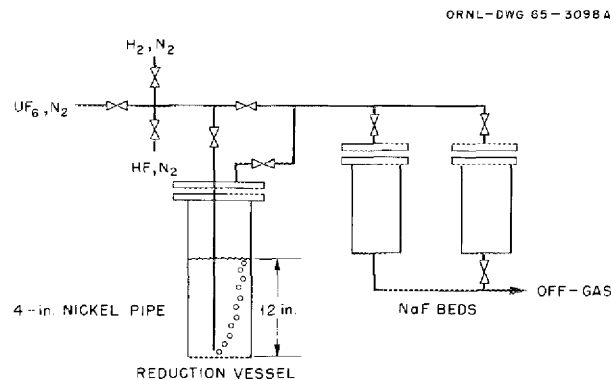 ORNL-DWG 65-3098A
H2, N2
UF6, N2
HF, N2
4-in. NICKEL PIPE
12 in.
NaF BEDS
OFF-GAS
REDUCTION VESSEL